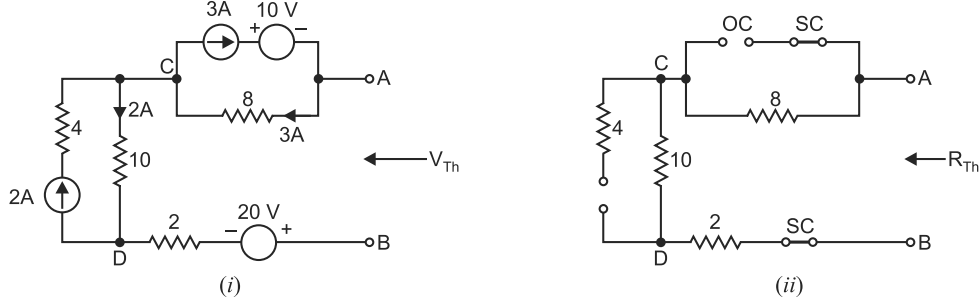 3A 10 V
+ −
C
A
8
3A
2A
4
10
V_Th
2A
2
20 V
− +
B
D
(i)
OC SC
C
A
8
4
10
R_Th
2
SC
B
D
(ii)